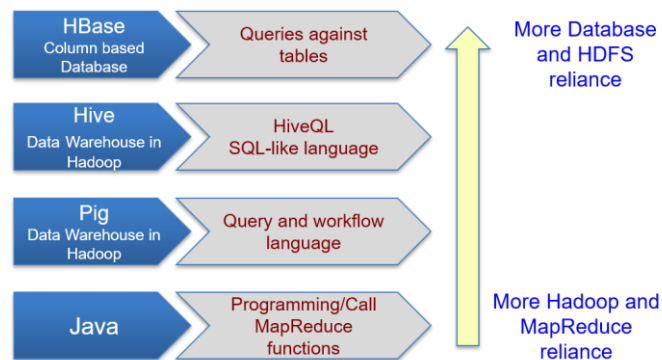 HBase
Column based
Database
Queries against
tables
More Database
and HDFS
reliance
Hive
Data Warehouse in
Hadoop
HiveQL
SQL-like language
Pig
Data Warehouse in
Hadoop
Query and workflow
language
Java
Programming/Call
MapReduce
functions
More Hadoop and
MapReduce
reliance